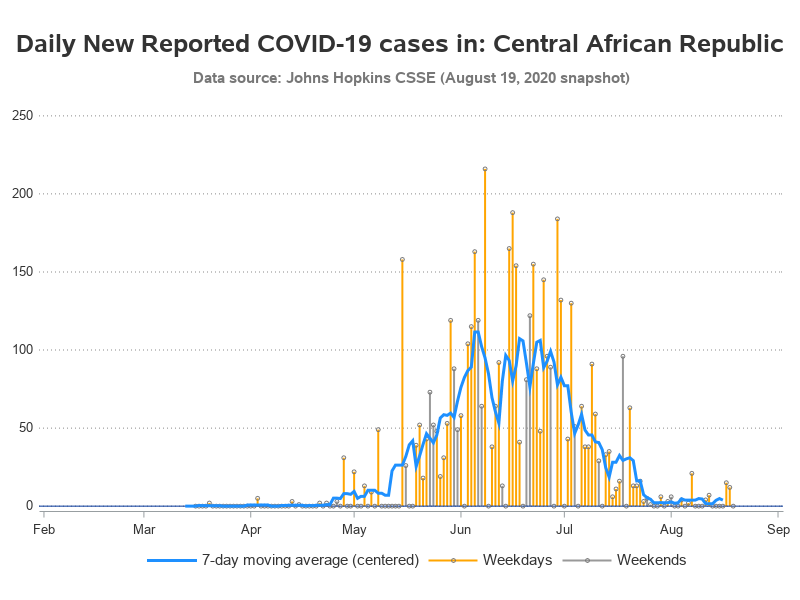 Daily New Reported COVID-19 cases in: Central African Republic
Data source: Johns Hopkins CSSE (August 19, 2020 snapshot)
250
200
150
100
50
0
Feb Mar Apr May Jun Jul Aug Sep
7-day moving average (centered) Weekdays Weekends